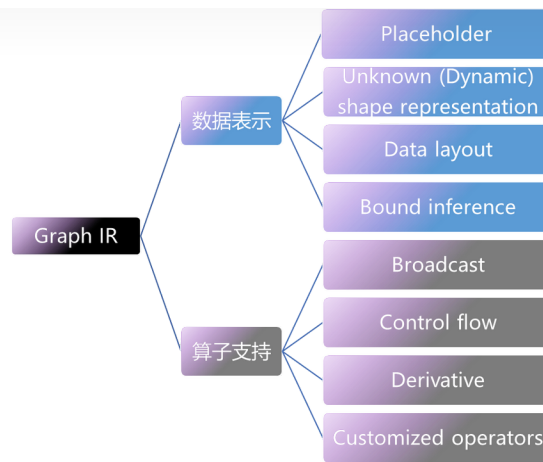 Graph IR
数据表示
Placeholder
Unknown (Dynamic)
shape representation
Data layout
Bound inference
算子支持
Broadcast
Control flow
Derivative
Customized operators